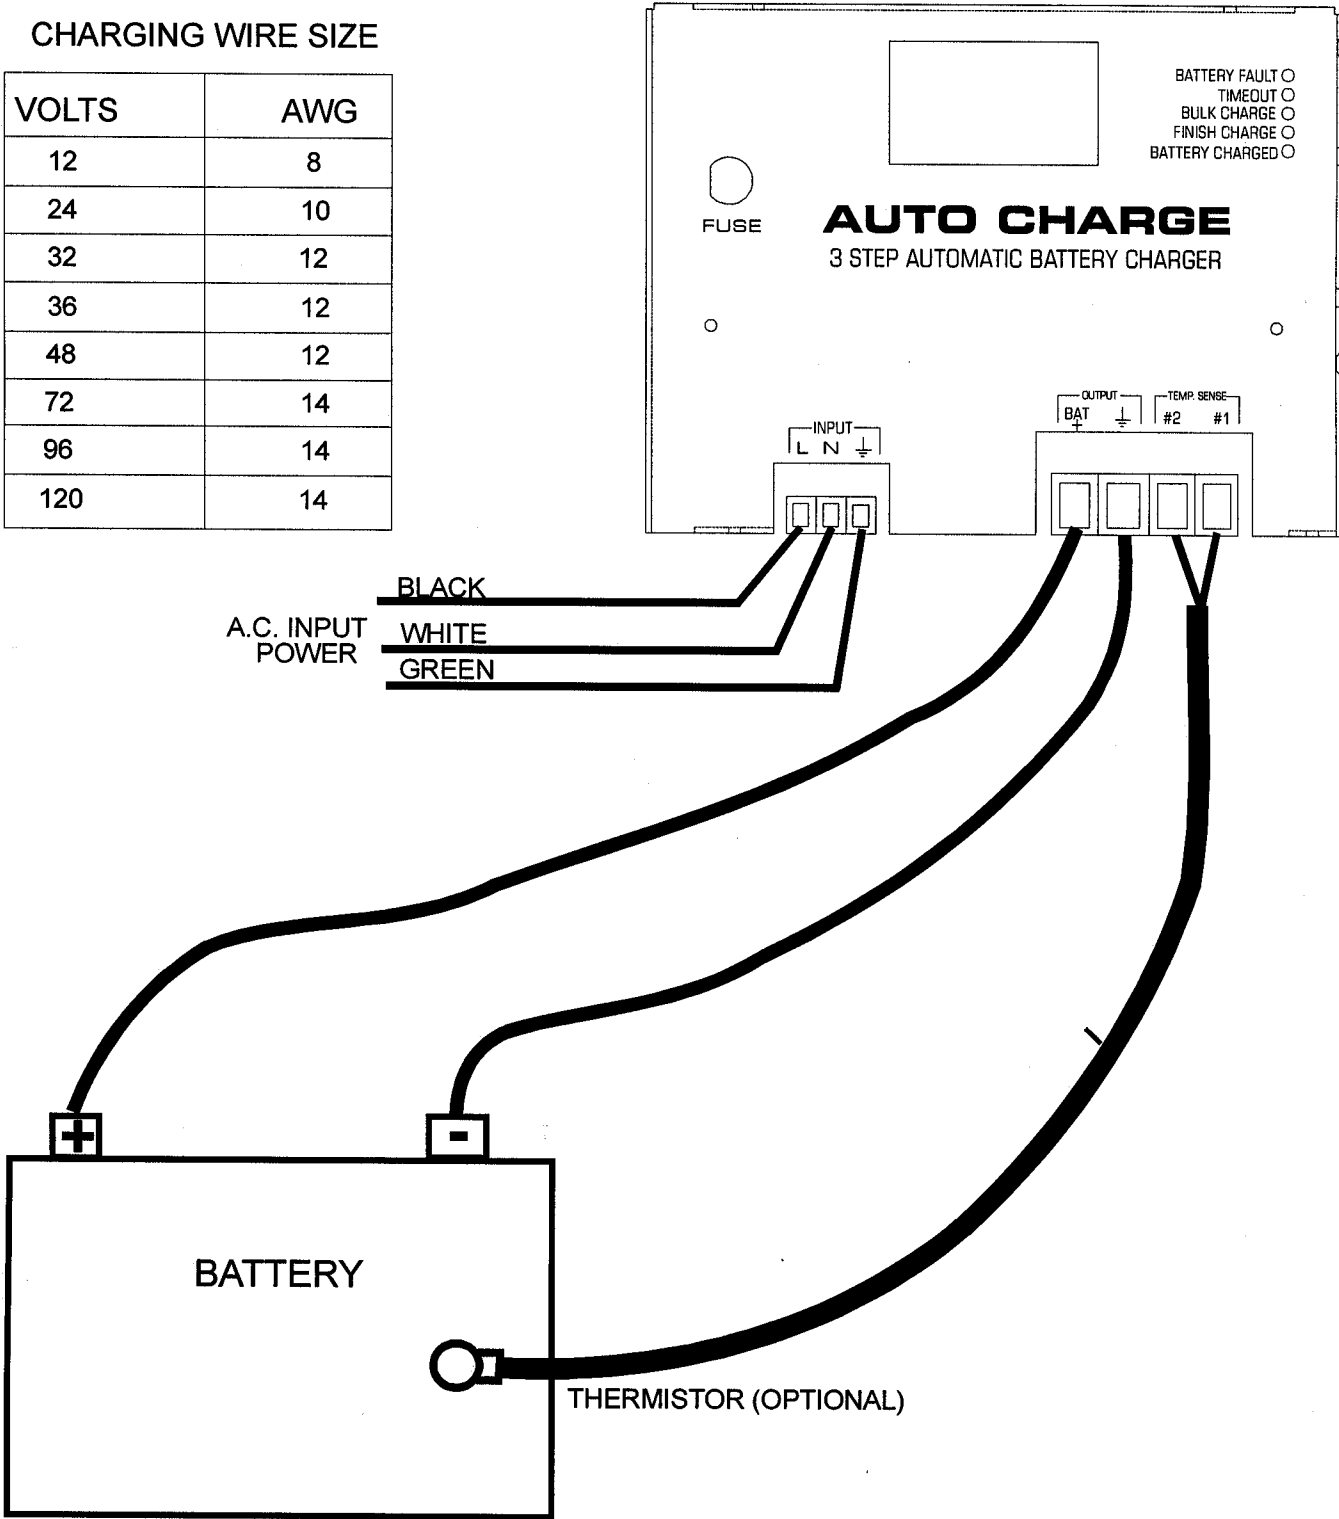 CHARGING WIRE SIZE
VOLTS AWG
12 8
24 10
32 12
36 12
48 12
72 14
96 14
120 14
BATTERY FAULT
TIMEOUT
BULK CHARGE
FINISH CHARGE
BATTERY CHARGED
FUSE
AUTO CHARGE
3 STEP AUTOMATIC BATTERY CHARGER
INPUT
L N
OUTPUT
BAT
+
TEMP. SENSE
#2 #1
BLACK
A.C. INPUT
POWER
WHITE
GREEN
+
-
BATTERY
THERMISTOR (OPTIONAL)